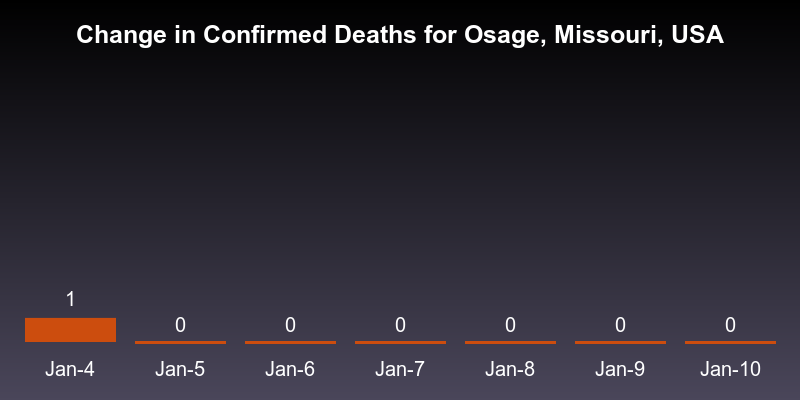 Change in Confirmed Deaths for Osage, Missouri, USA
1
0 0 0 0 0 0
Jan-4 Jan-5 Jan-6 Jan-7 Jan-8 Jan-9 Jan-10